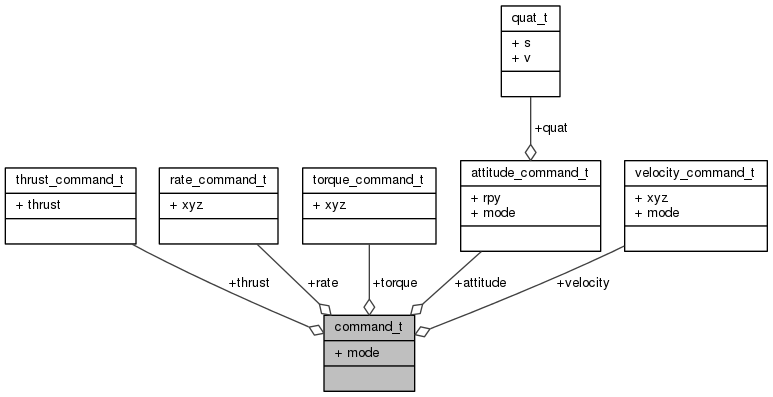 quat_t
+ s
+ v
+quat
thrust_command_t
+ thrust
rate_command_t
+ xyz
torque_command_t
+ xyz
attitude_command_t
+ rpy
+ mode
velocity_command_t
+ xyz
+ mode
+thrust
+rate
+torque
+attitude
+velocity
command_t
+ mode